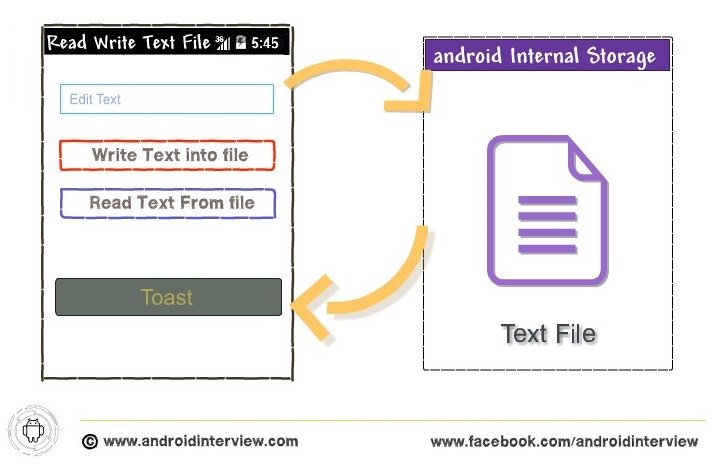 Read Write Text File 3G 5:45
Edit Text
Write Text into file
Read Text From file
Toast
android Internal Storage
Text File
© www.androidinterview.com
www.facebook.com/androidinterview